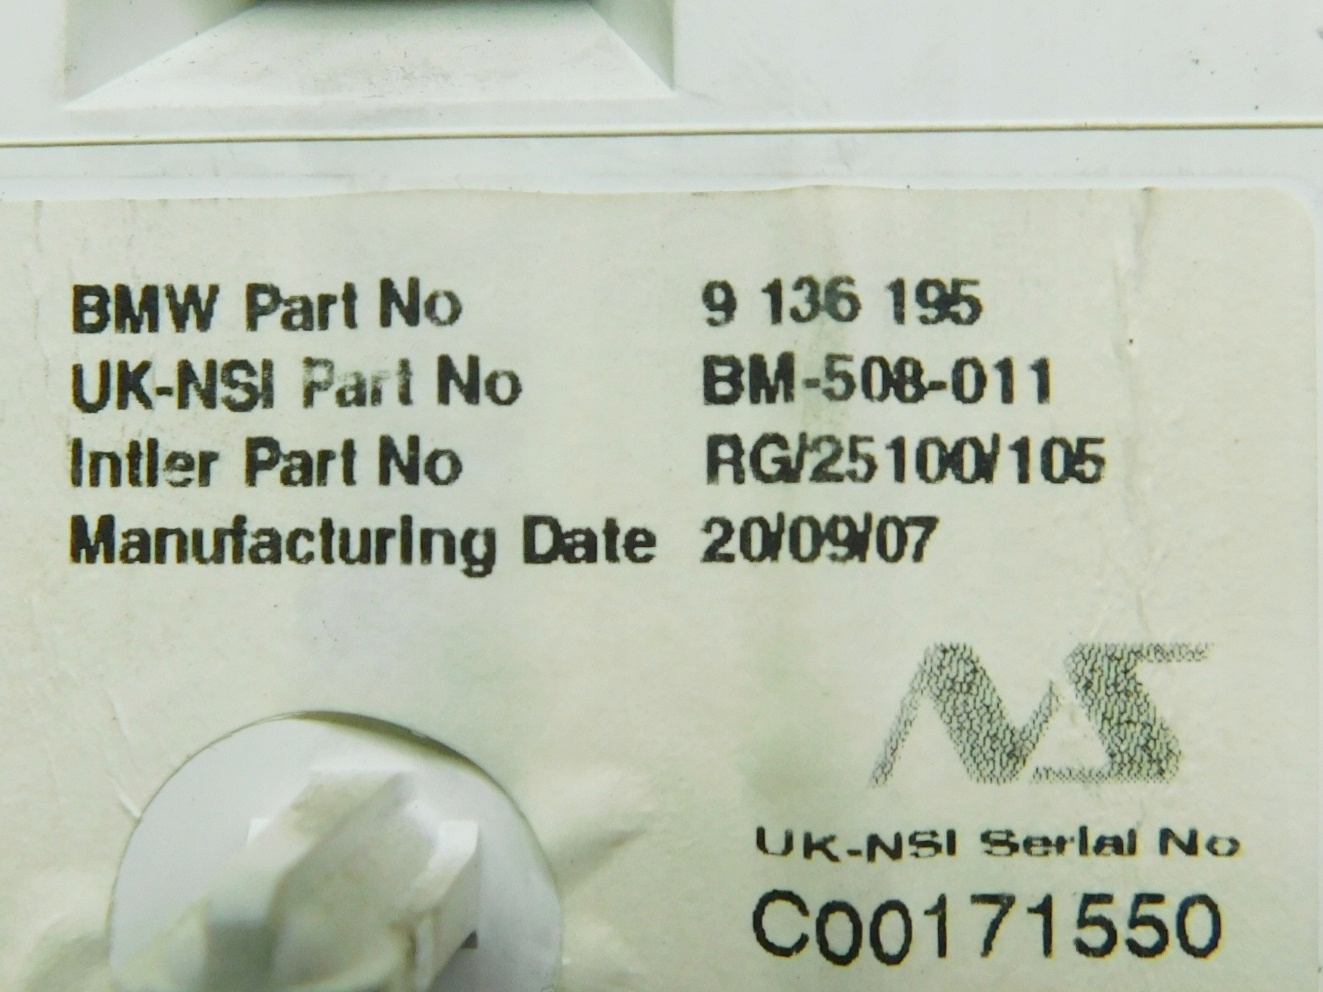 BMW Part No 9 136 195
UK-NSI Part No BM-508-011
Intler Part No RG/25100/105
Manufacturing Date 20/09/07
NS
UK-NSI Serial No
C00171550